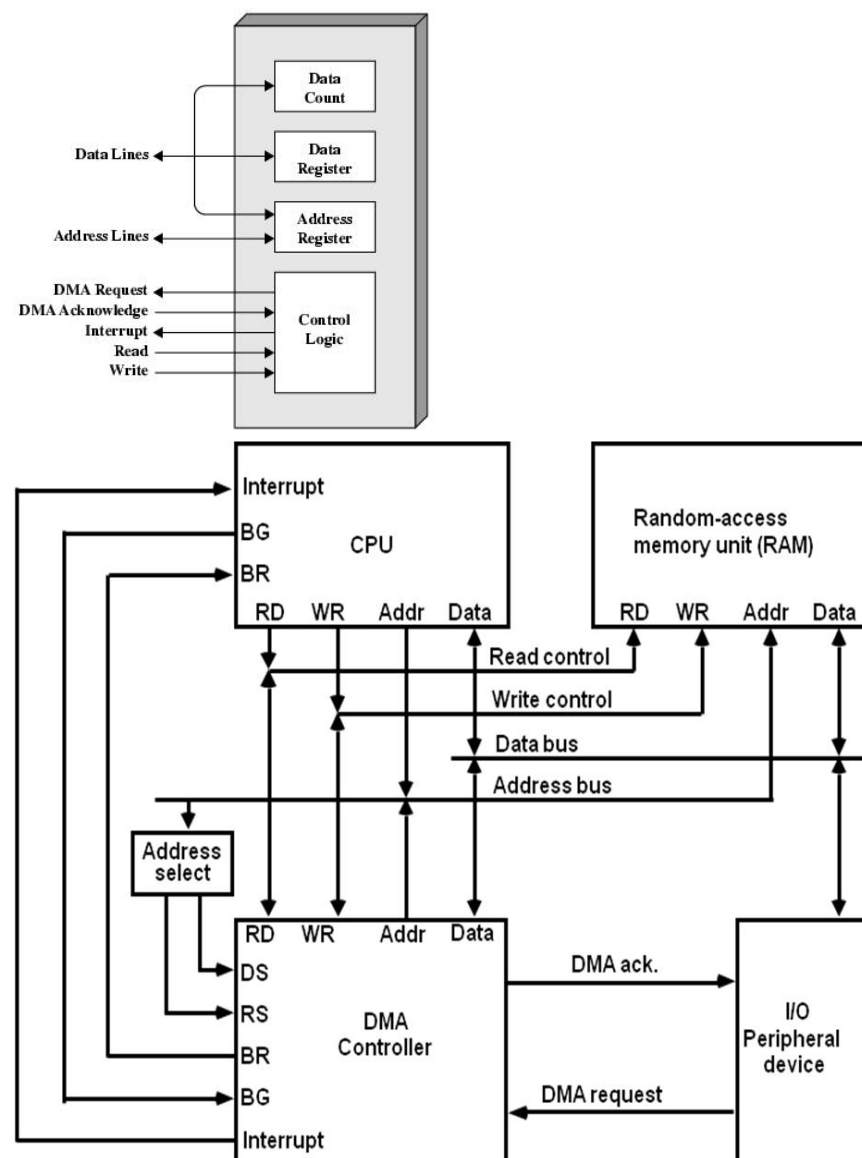 Data
Count
Data Lines
Data
Register
Address Lines
Address
Register
DMA Request
DMA Acknowledge
Interrupt
Read
Write
Control
Logic
Interrupt
BG
BR
CPU
RD WR Addr Data
Random-access
memory unit (RAM)
RD WR Addr Data
Read control
Write control
Data bus
Address bus
Address
select
RD WR Addr Data
DS
RS
BR
BG
Interrupt
DMA
Controller
DMA ack.
DMA request
I/O
Peripheral
device